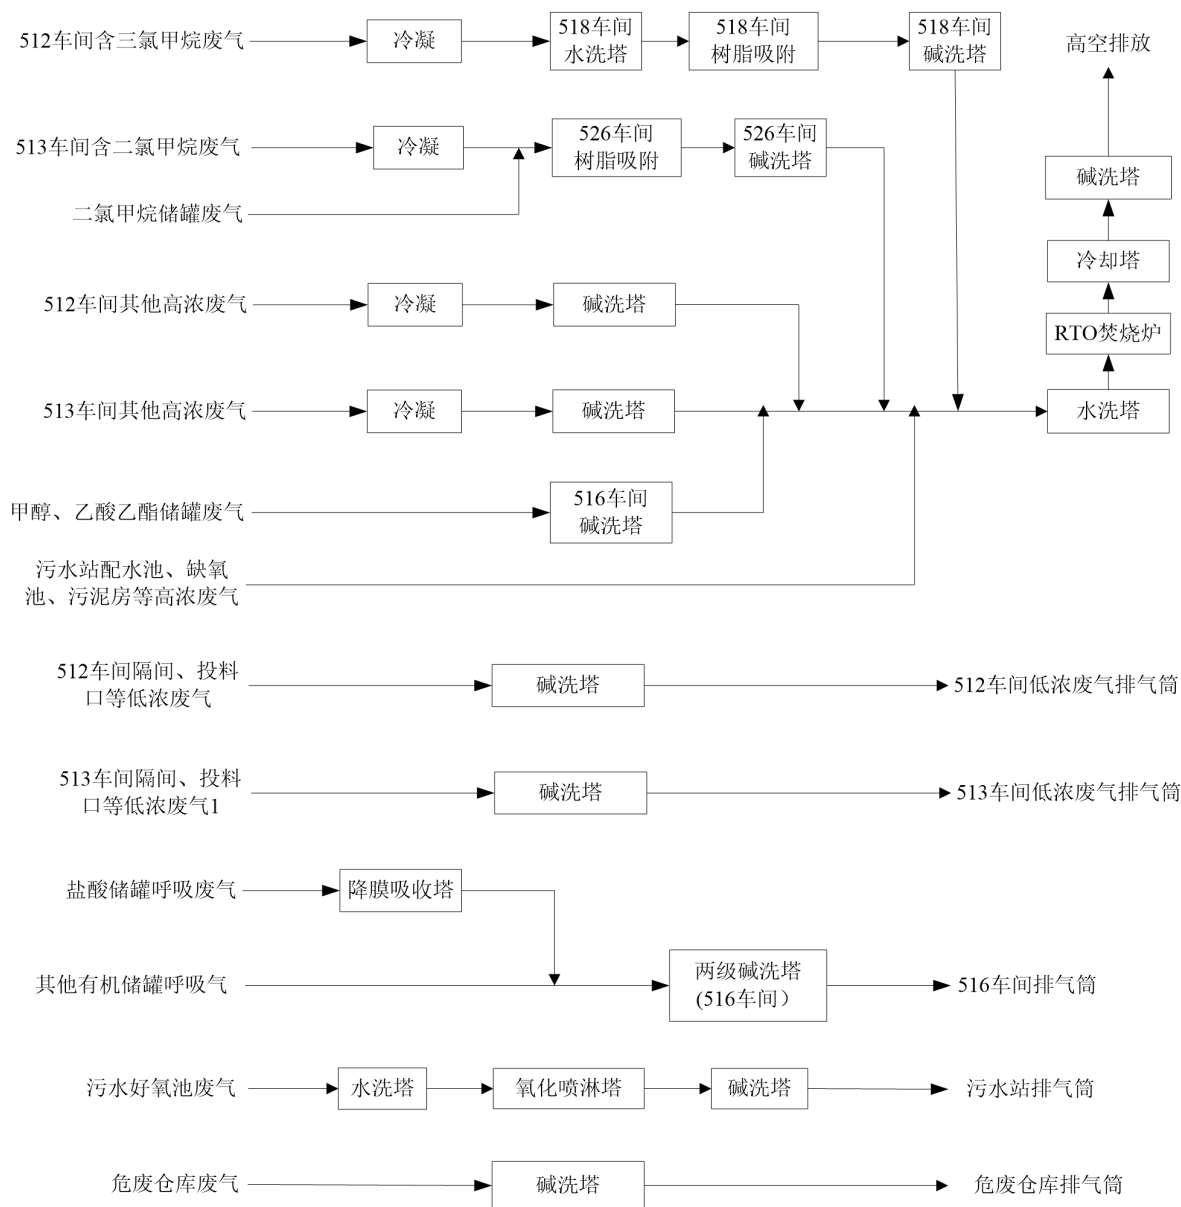 512车间含三氯甲烷废气
冷凝
518车间
水洗塔
518车间
树脂吸附
518车间
碱洗塔
高空排放
513车间含二氯甲烷废气
冷凝
526车间
树脂吸附
526车间
碱洗塔
碱洗塔
二氯甲烷储罐废气
冷却塔
512车间其他高浓废气
冷凝
碱洗塔
RTO焚烧炉
513车间其他高浓废气
冷凝
碱洗塔
水洗塔
甲醇、乙酸乙酯储罐废气
516车间
碱洗塔
污水站配水池、缺氧
池、污泥房等高浓废气
512车间隔间、投料
口等低浓废气
碱洗塔
512车间低浓废气排气筒
513车间隔间、投料
口等低浓废气1
碱洗塔
513车间低浓废气排气筒
盐酸储罐呼吸废气
降膜吸收塔
其他有机储罐呼吸气
两级碱洗塔
(516车间）
516车间排气筒
污水好氧池废气
水洗塔
氧化喷淋塔
碱洗塔
污水站排气筒
危废仓库废气
碱洗塔
危废仓库排气筒